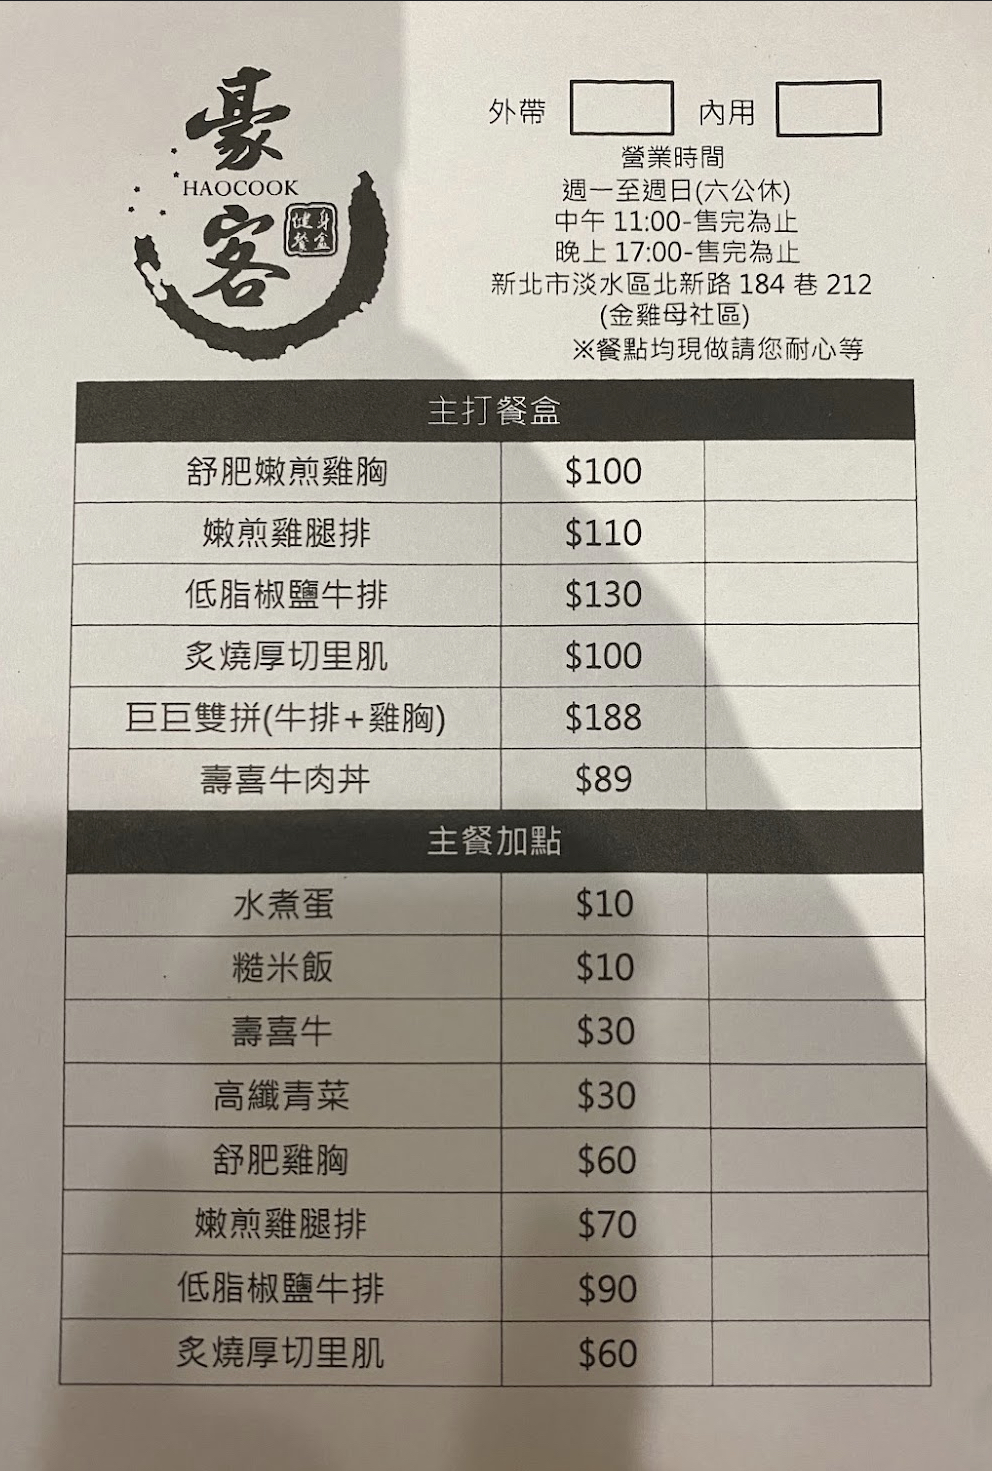 豪
HAOCOOK
客
健身
餐盒
外帶 內用
營業時間
週一至週日(六公休)
中午 11:00-售完為止
晚上 17:00-售完為止
新北市淡水區北新路 184 巷 212
(金雞母社區)
※餐點均現做請您耐心等
主打餐盒
舒肥嫩煎雞胸 $100
嫩煎雞腿排 $110
低脂椒鹽牛排 $130
炙燒厚切里肌 $100
巨巨雙拼(牛排+雞胸) $188
壽喜牛肉丼 $89
主餐加點
水煮蛋 $10
糙米飯 $10
壽喜牛 $30
高纖青菜 $30
舒肥雞胸 $60
嫩煎雞腿排 $70
低脂椒鹽牛排 $90
炙燒厚切里肌 $60